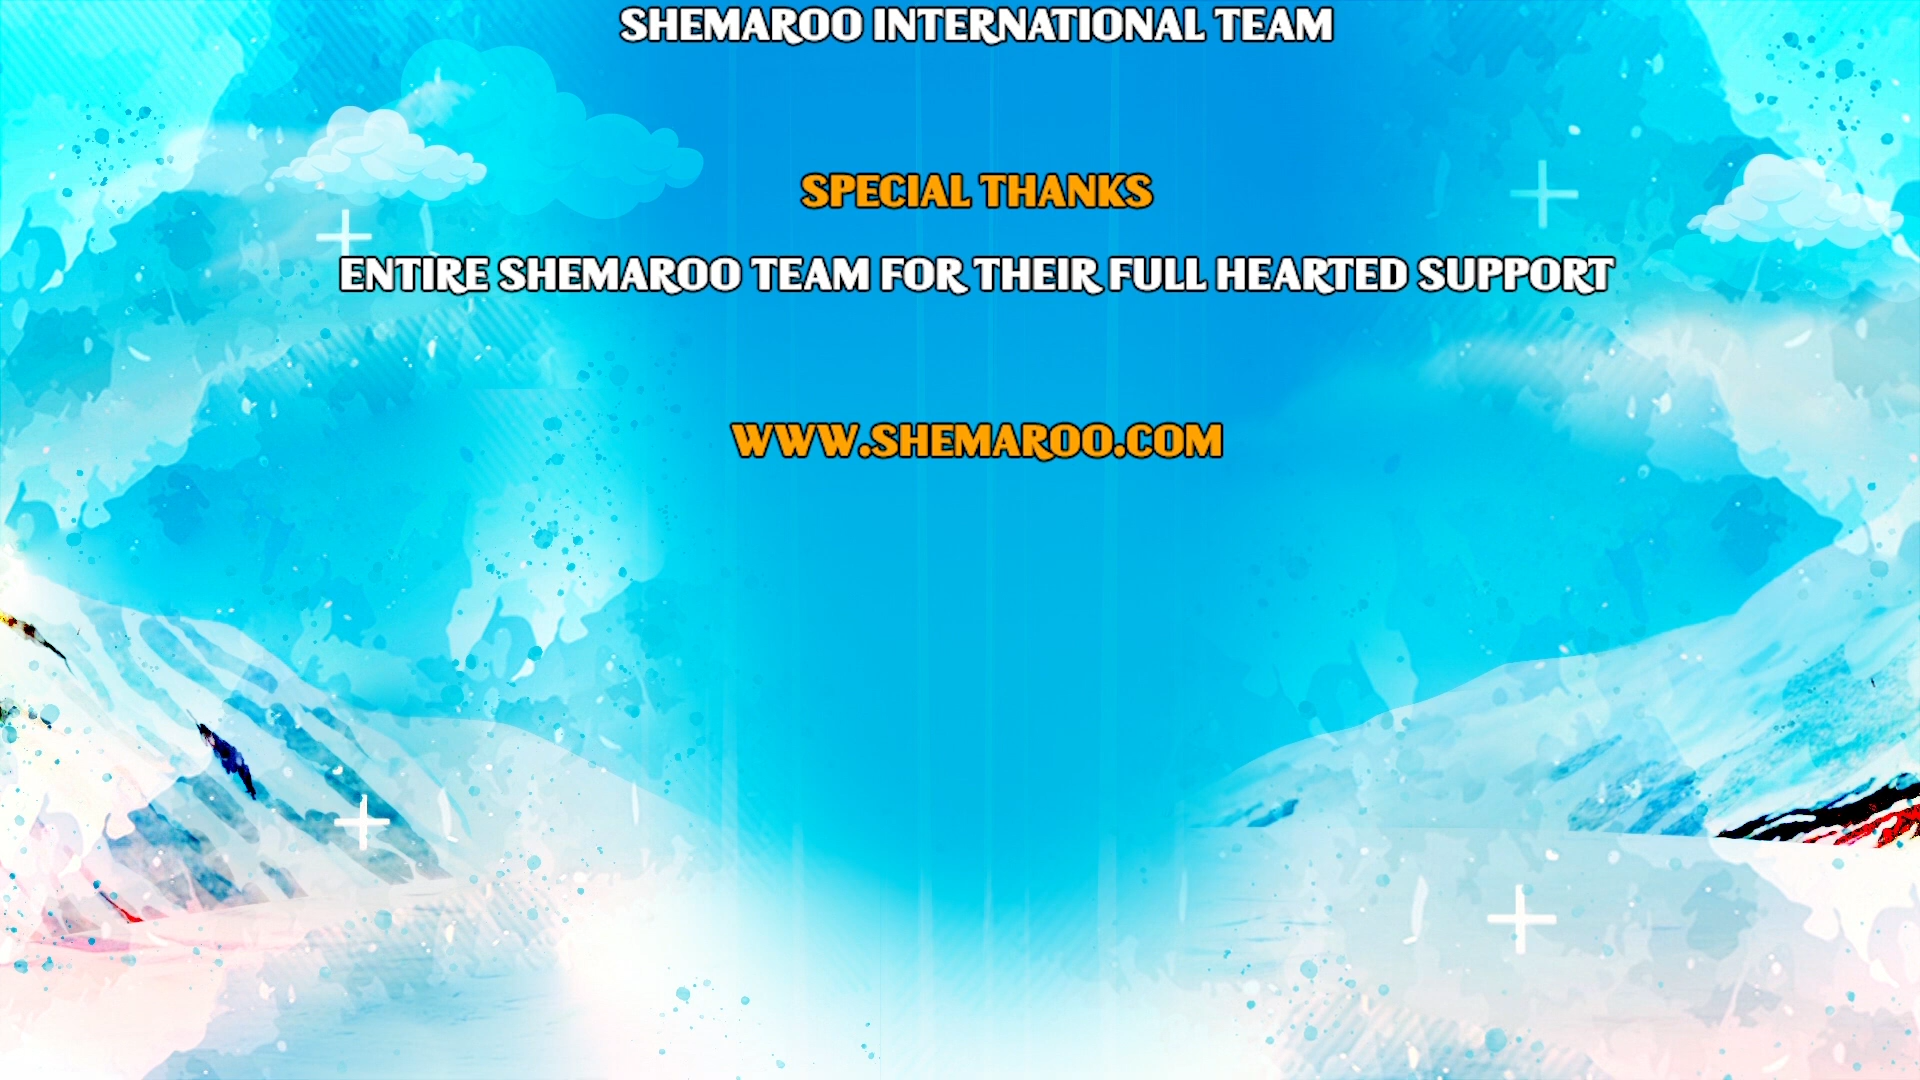 SHEMAROO INTERNATIONAL TEAM
SPECIAL THANKS
ENTIRE SHEMAROO TEAM FOR THEIR FULL HEARTED SUPPORT
WWW.SHEMAROO.COM